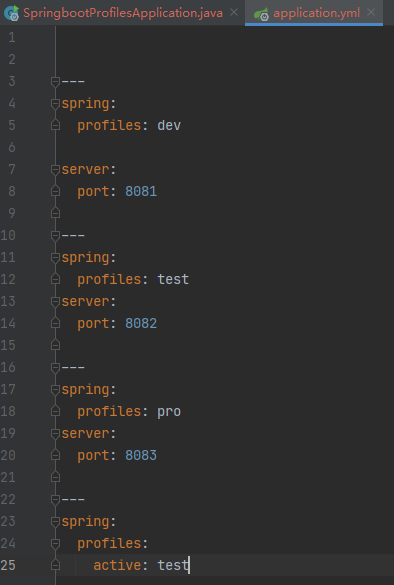 SpringbootProfilesApplication.java × application.yml ×
1
2
3 ---
4 spring:
5   profiles: dev
6
7 server:
8   port: 8081
9
10 ---
11 spring:
12   profiles: test
13 server:
14   port: 8082
15
16 ---
17 spring:
18   profiles: pro
19 server:
20   port: 8083
21
22 ---
23 spring:
24   profiles:
25     active: test